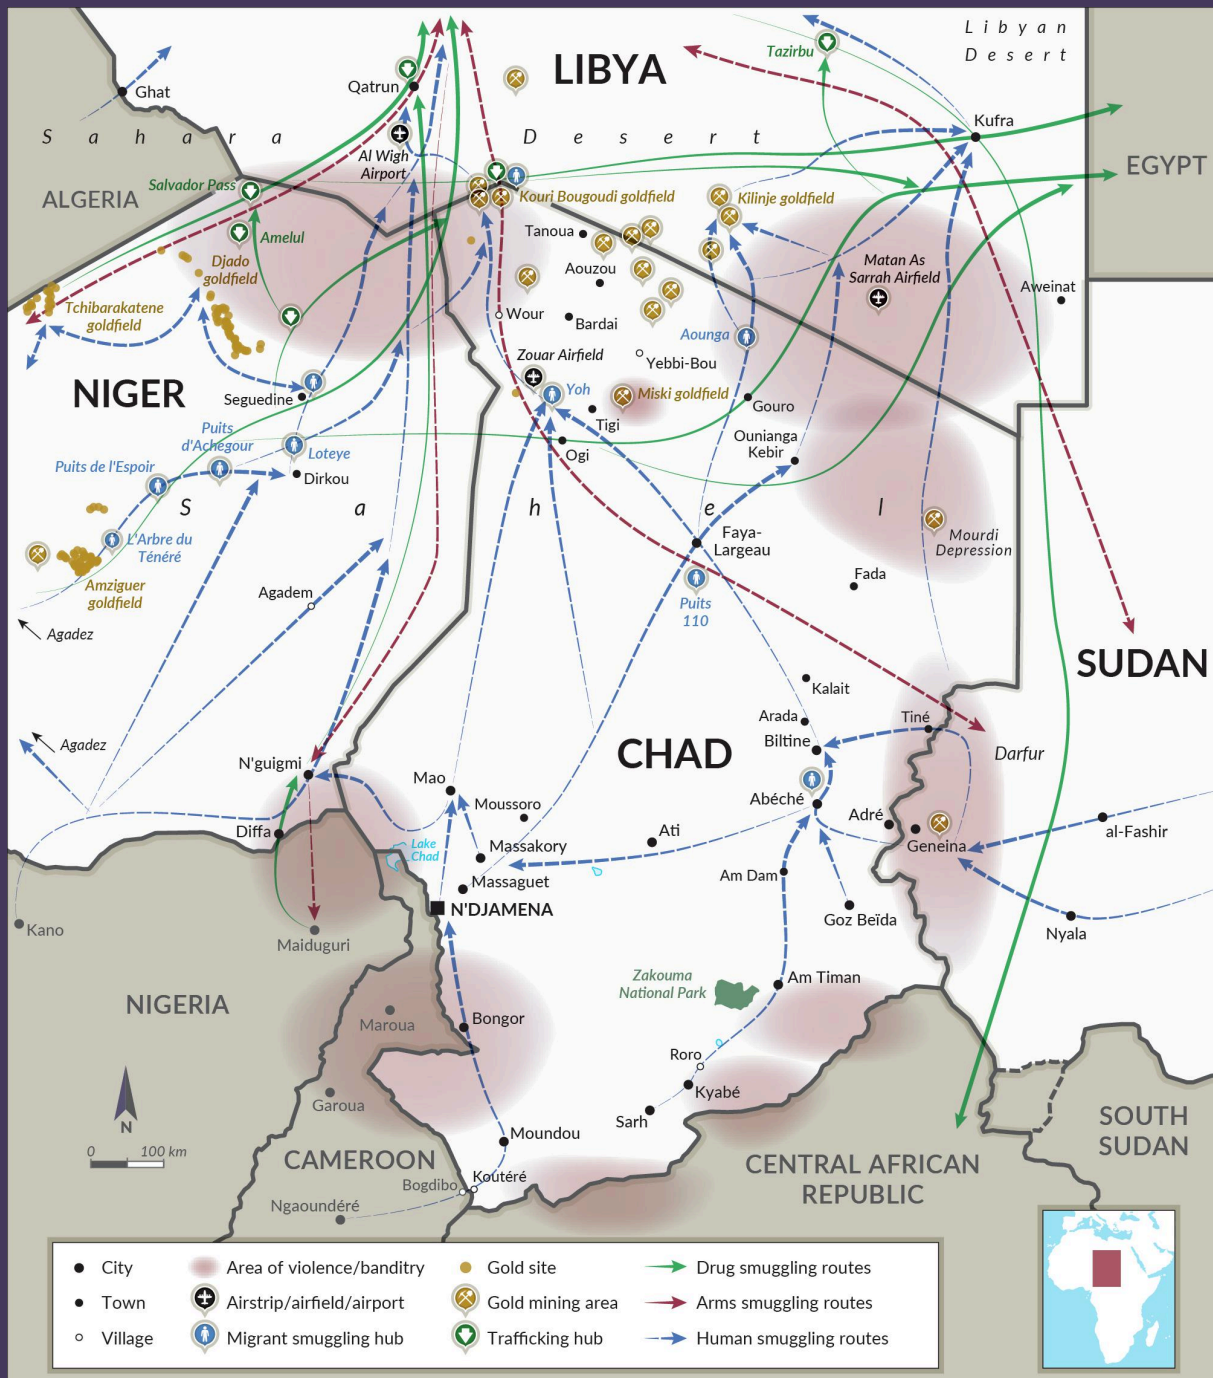 Libyan
Desert
Tazirbu
LIBYA
Qatrun
Ghat
Kufra
Sahara Desert
Al Wigh
Airport
EGYPT
Salvador Pass
ALGERIA
Kouri Bougoudi goldfield
Kilinje goldfield
Amelul
Tanoua
Djado
goldfield
Matan As
Sarrah Airfield
Aouzou
Aweinat
Tchibarakatene
goldfield
Wour
Bardai
Aounga
Zouar Airfield
Yebbi-Bou
NIGER
Yoh
Miski goldfield
Seguedine
Gouro
Tigi
Puits
d'Achegour
Ounianga
Kebir
Loteye
Ogi
Puits de l'Espoir
Dirkou
Sahel
L'Arbre du
Ténéré
Faya-
Largeau
Mourdi
Depression
Amziguer
goldfield
Agadem
Fada
Puits
110
Agadez
SUDAN
Kalait
Arada
Tiné
Agadez
Biltine
CHAD
Darfur
N'guigmi
Mao
Abéché
Moussoro
Adré
Diffa
Ati
al-Fashir
Lake
Chad
Massakory
Geneina
Am Dam
Massaguet
N'DJAMENA
Goz Beïda
Kano
Nyala
Maiduguri
Zakouma
National Park
Am Timan
NIGERIA
Maroua
Bongor
Roro
Kyabé
Garoua
N
Sarh
SOUTH
SUDAN
Moundou
0 100 km
CAMEROON
CENTRAL AFRICAN
REPUBLIC
Koutéré
Bogdibo
Ngaoundéré
City
Area of violence/banditry
Gold site
Drug smuggling routes
Town
Airstrip/airfield/airport
Gold mining area
Arms smuggling routes
Village
Migrant smuggling hub
Trafficking hub
Human smuggling routes